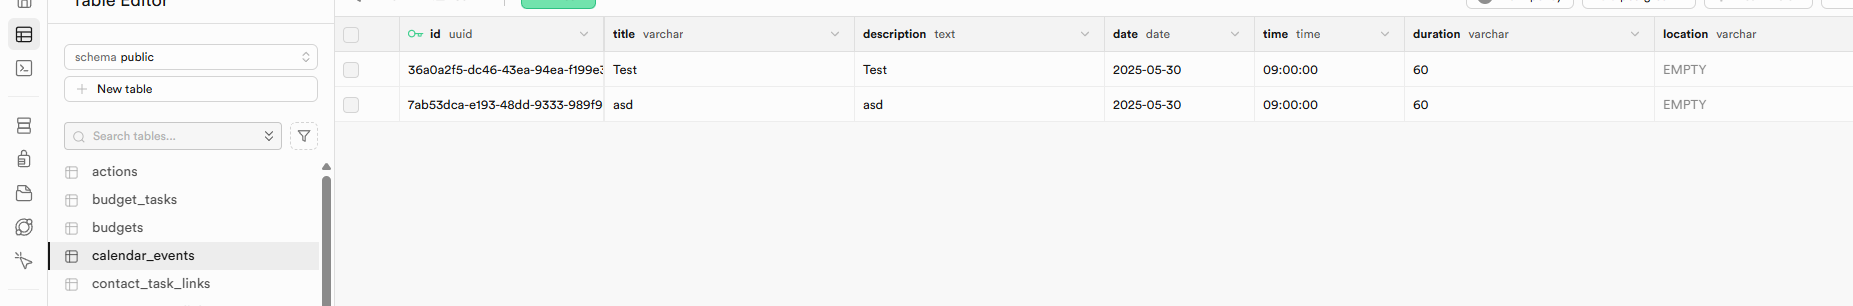 Table Editor
schema public
New table
Search tables...
actions
budget_tasks
budgets
calendar_events
contact_task_links
id uuid title varchar description text date date time time duration varchar location varchar
36a0a2f5-dc46-43ea-94ea-f199e3 Test Test 2025-05-30 09:00:00 60 EMPTY
7ab53dca-e193-48dd-9333-989f9 asd asd 2025-05-30 09:00:00 60 EMPTY